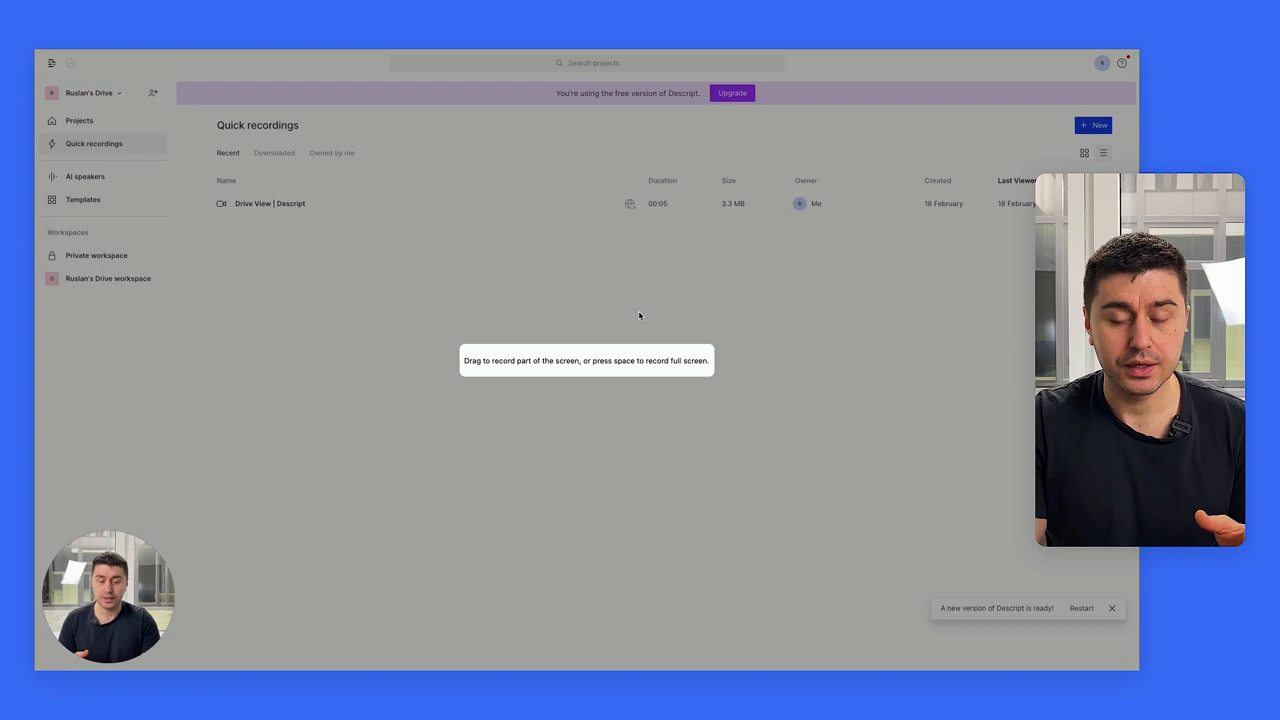 Search projects
R
R Ruslan's Drive
You're using the free version of Descript. Upgrade
Projects
Quick recordings
AI speakers
Templates
Workspaces
Private workspace
Ruslan's Drive workspace
Quick recordings
+ New
Recent Downloaded Owned by me
Name Duration Size Owner Created Last Viewe
Drive View | Descript 00:05 3.3 MB R Me 18 February 18 February
Drag to record part of the screen, or press space to record full screen.
RODE
A new version of Descript is ready! Restart